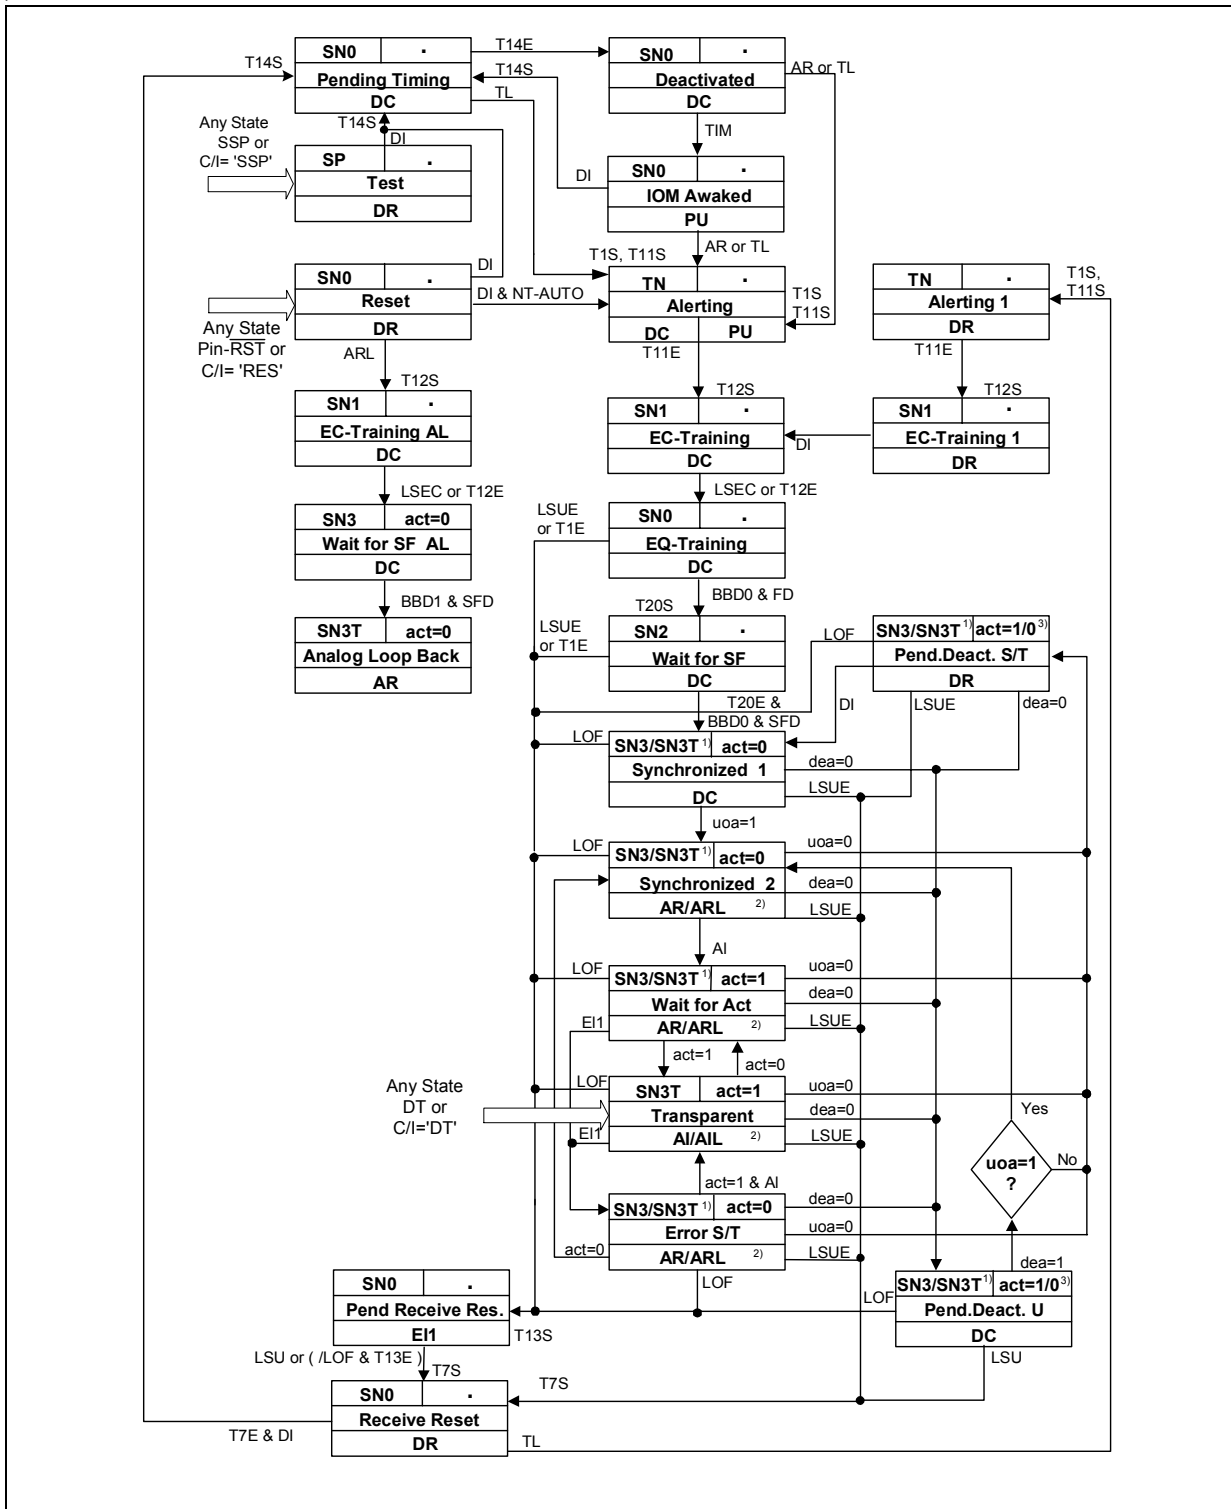 T14S
SN0 .
Pending Timing
DC
T14E
T14S
TL
SN0 .
Deactivated
DC
AR or TL
T14S
DI
TIM
Any State
SSP or
C/I= 'SSP'
SP .
Test
DR
DI
SN0 .
IOM Awaked
PU
AR or TL
T1S, T11S
DI
SN0 .
Reset
DR
DI & NT-AUTO
Any State
Pin-RST or
C/I= 'RES'
ARL
TN .
Alerting
DC PU
T11E
T1S
T11S
TN .
Alerting 1
DR
T1S,
T11S
T11E
T12S
SN1 .
EC-Training AL
DC
T12S
SN1 .
EC-Training
DC
DI
T12S
SN1 .
EC-Training 1
DR
LSEC or T12E
SN3 act=0
Wait for SF AL
DC
LSEC or T12E
LSUE
or T1E
SN0 .
EQ-Training
DC
BBD1 & SFD
SN3T act=0
Analog Loop Back
AR
BBD0 & FD
T20S
LSUE
or T1E
SN2 .
Wait for SF
DC
LOF
SN3/SN3T 1) act=1/0 3)
Pend.Deact. S/T
DR
T20E &
BBD0 & SFD
DI
LSUE
dea=0
LOF
SN3/SN3T 1) act=0
Synchronized 1
DC
dea=0
LSUE
uoa=1
LOF
SN3/SN3T 1) act=0
Synchronized 2
AR/ARL 2)
uoa=0
dea=0
LSUE
AI
LOF
SN3/SN3T 1) act=1
Wait for Act
AR/ARL 2)
uoa=0
dea=0
LSUE
EI1
act=1
act=0
Any State
DT or
C/I='DT'
LOF
SN3T act=1
Transparent
AI/AIL 2)
uoa=0
dea=0
LSUE
EI1
Yes
uoa=1
?
No
act=1 & AI
SN3/SN3T 1) act=0
Error S/T
AR/ARL 2)
dea=0
uoa=0
LSUE
act=0
LOF
dea=1
SN0 .
Pend Receive Res.
EI1
T13S
LOF
SN3/SN3T 1) act=1/0 3)
Pend.Deact. U
DC
LSU
LSU or ( /LOF & T13E )
T7S
T7S
SN0 .
Receive Reset
DR
T7E & DI
TL